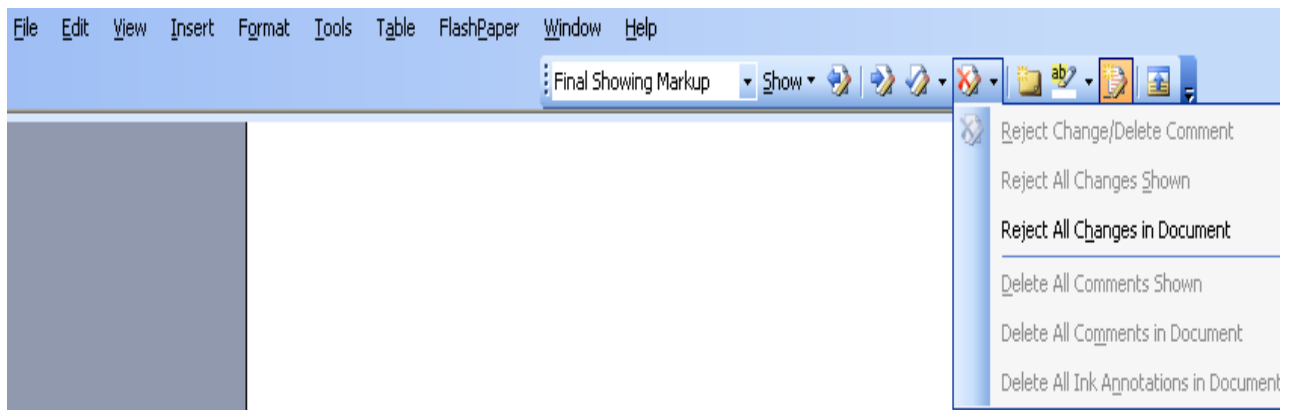 File Edit View Insert Format Tools Table FlashPaper Window Help
Final Showing Markup Show
Reject Change/Delete Comment
Reject All Changes Shown
Reject All Changes in Document
Delete All Comments Shown
Delete All Comments in Document
Delete All Ink Annotations in Document